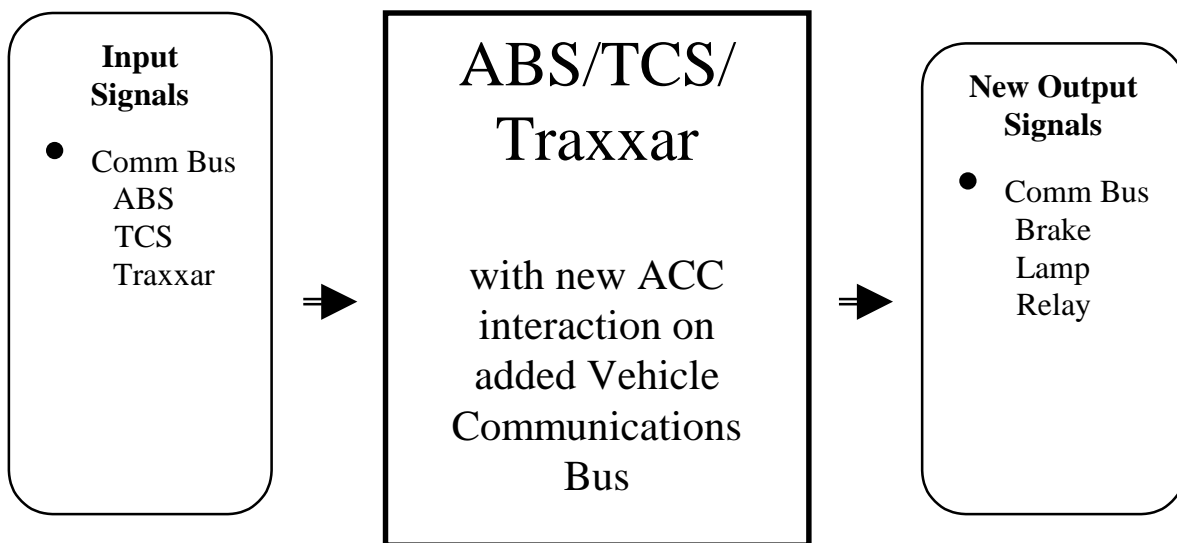 Input
Signals
● Comm Bus
ABS
TCS
Traxxar
ABS/TCS/
Traxxar
with new ACC
interaction on
added Vehicle
Communications
Bus
New Output
Signals
● Comm Bus
Brake
Lamp
Relay